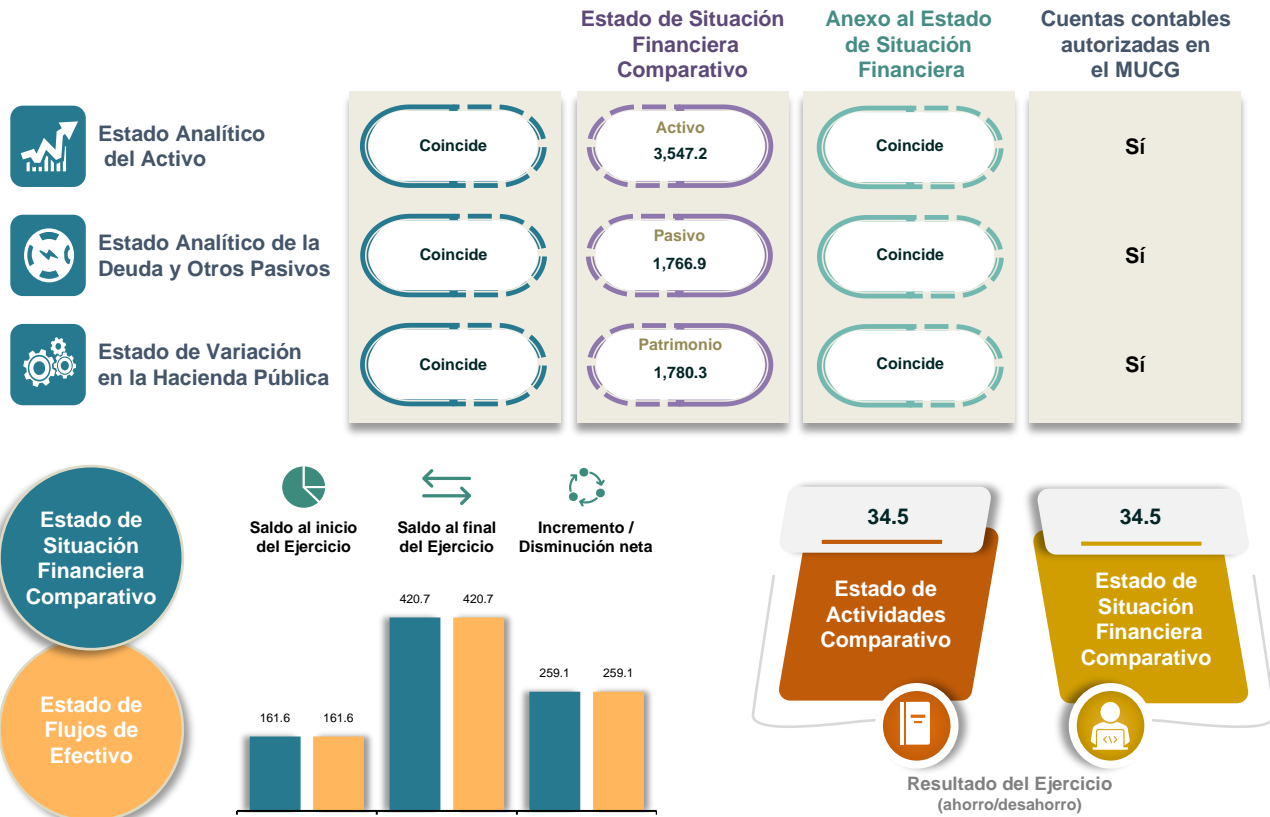 Estado de Situación
Financiera
Comparativo
Anexo al Estado
de Situación
Financiera
Cuentas contables
autorizadas en
el MUCG
Estado Analítico
del Activo
Coincide
Activo
3,547.2
Coincide
Sí
Estado Analítico de la
Deuda y Otros Pasivos
Coincide
Pasivo
1,766.9
Coincide
Sí
Estado de Variación
en la Hacienda Pública
Coincide
Patrimonio
1,780.3
Coincide
Sí
Estado de
Situación
Financiera
Comparativo
Estado de
Flujos de
Efectivo
Saldo al inicio
del Ejercicio
Saldo al final
del Ejercicio
Incremento /
Disminución neta
161.6
161.6
420.7
420.7
259.1
259.1
34.5
Estado de
Actividades
Comparativo
34.5
Estado de
Situación
Financiera
Comparativo
Resultado del Ejercicio
(ahorro/desahorro)